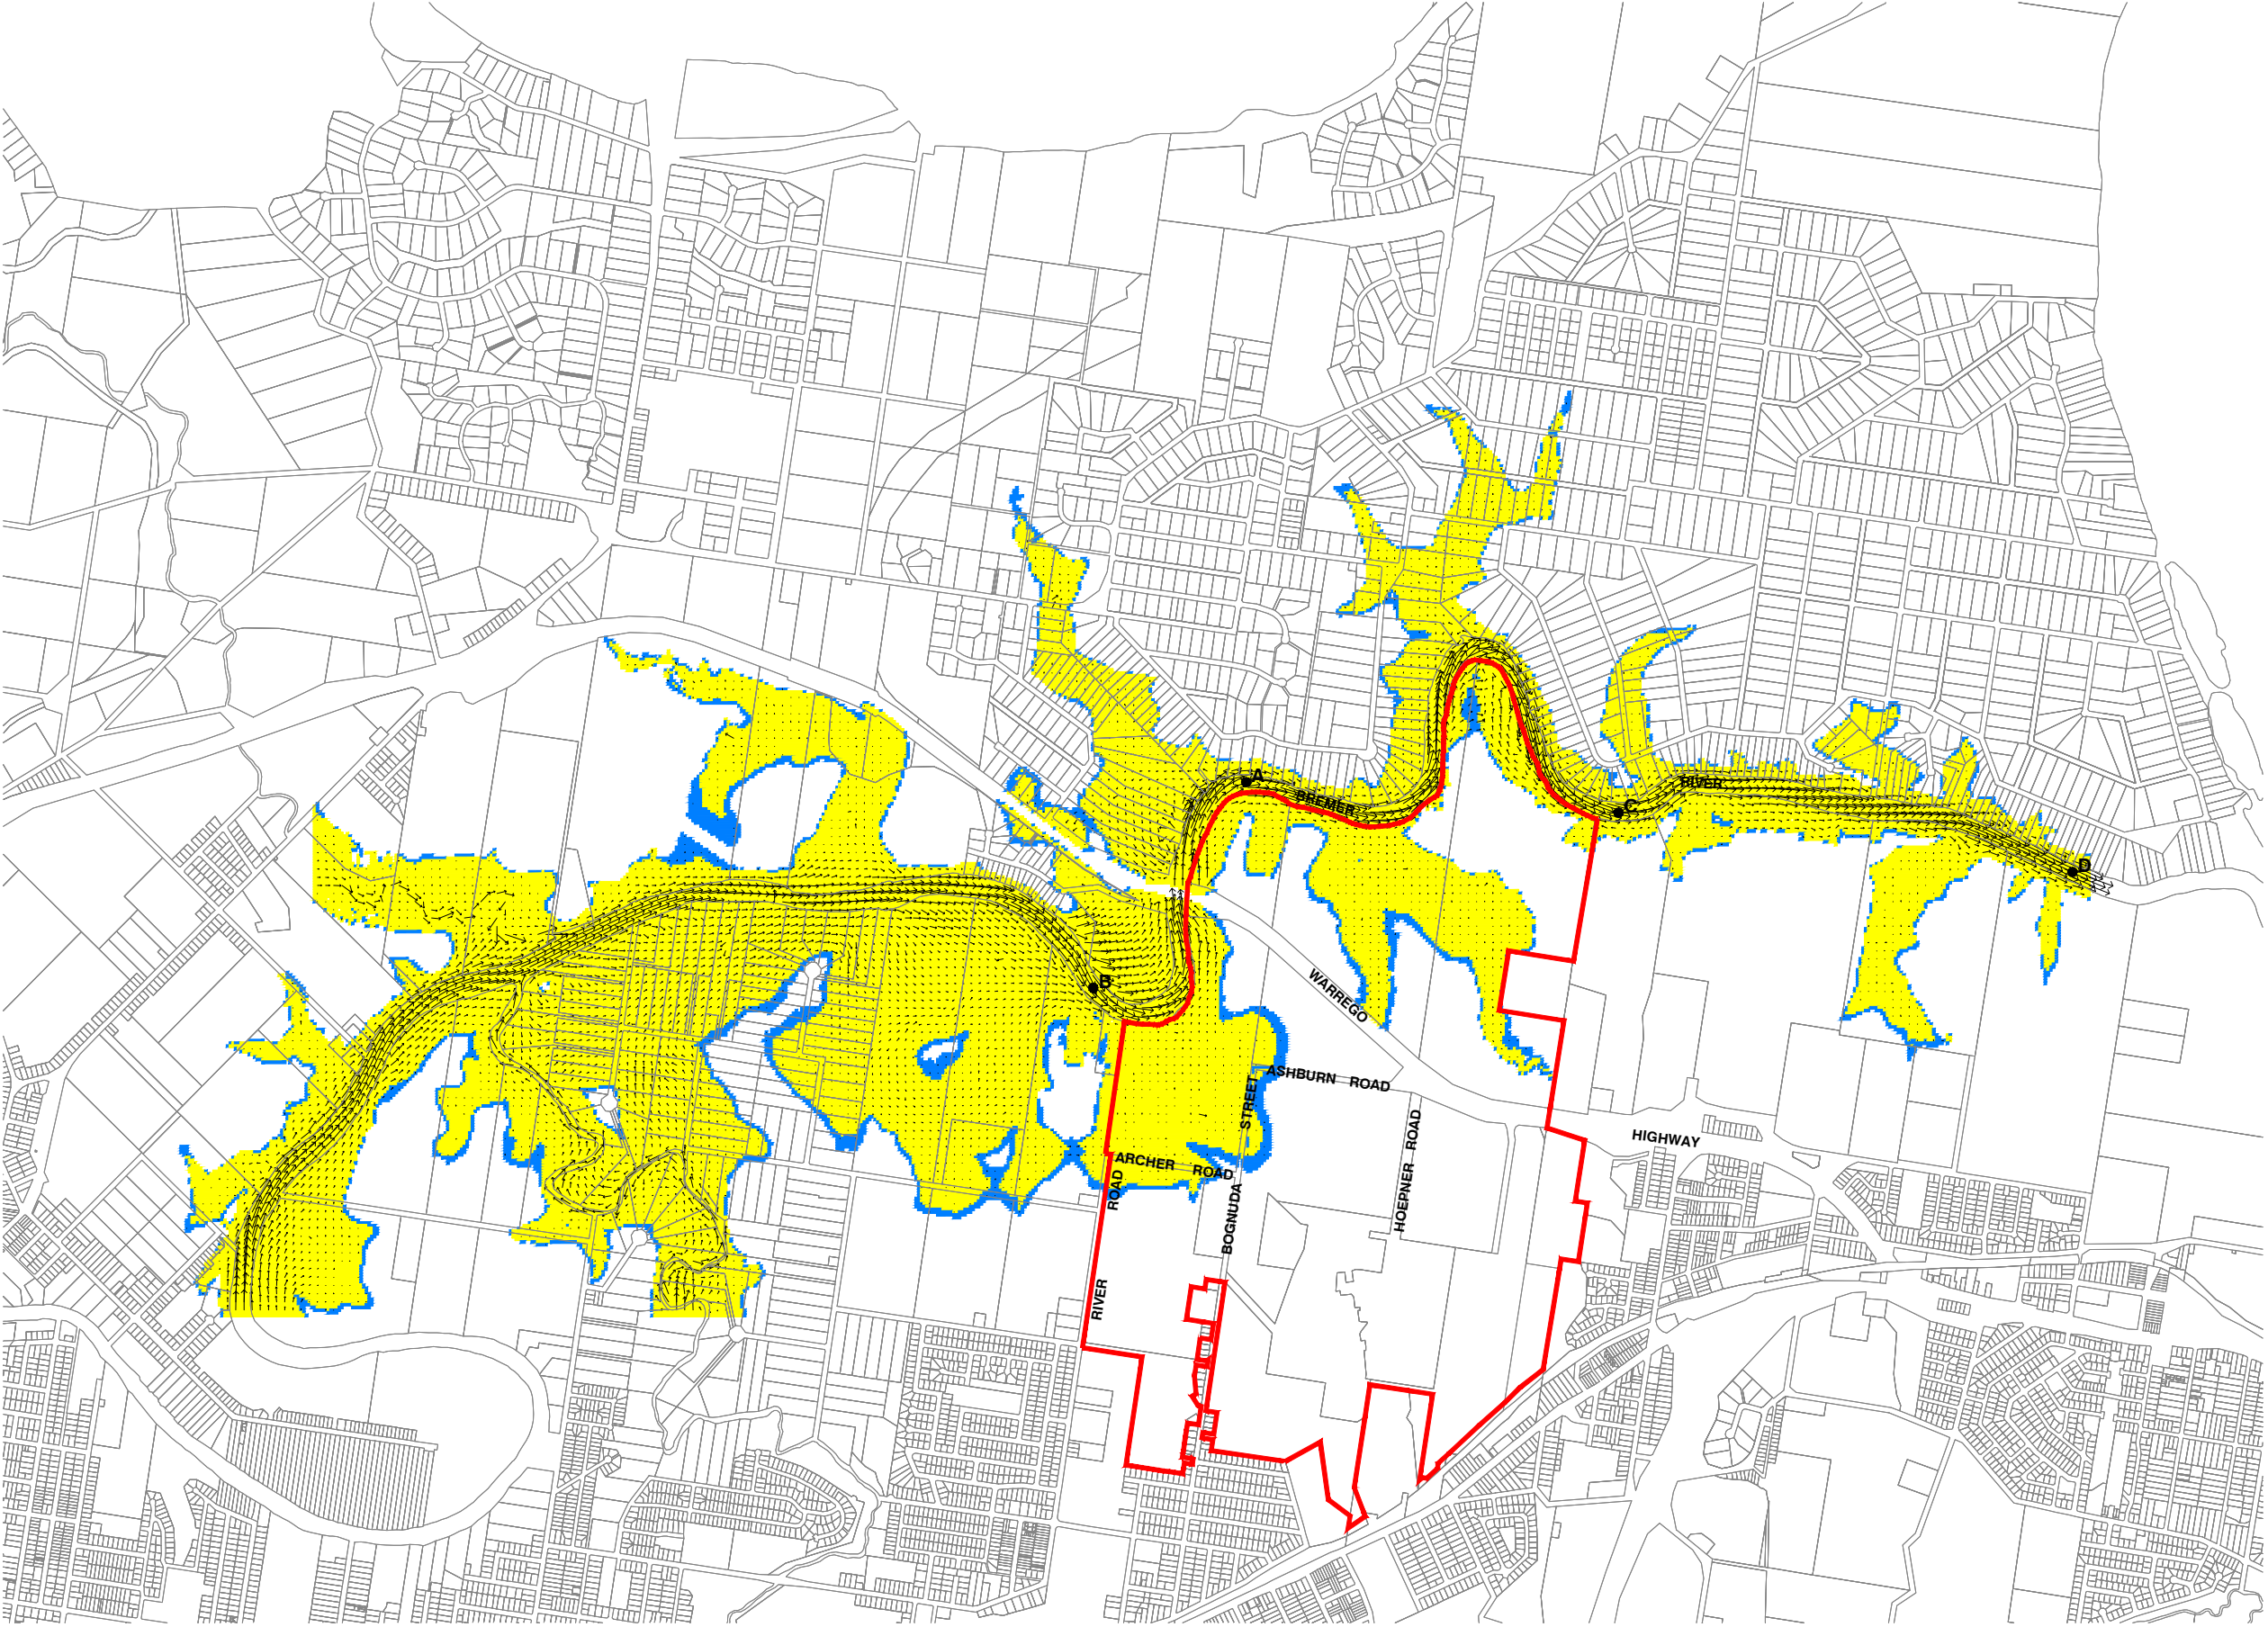 A
BREMER
RIVER
C
D
B
WARREGO
ASHBURN ROAD
STREET
HOEPNER ROAD
HIGHWAY
ARCHER ROAD
ROAD
BOGNUDA
RIVER